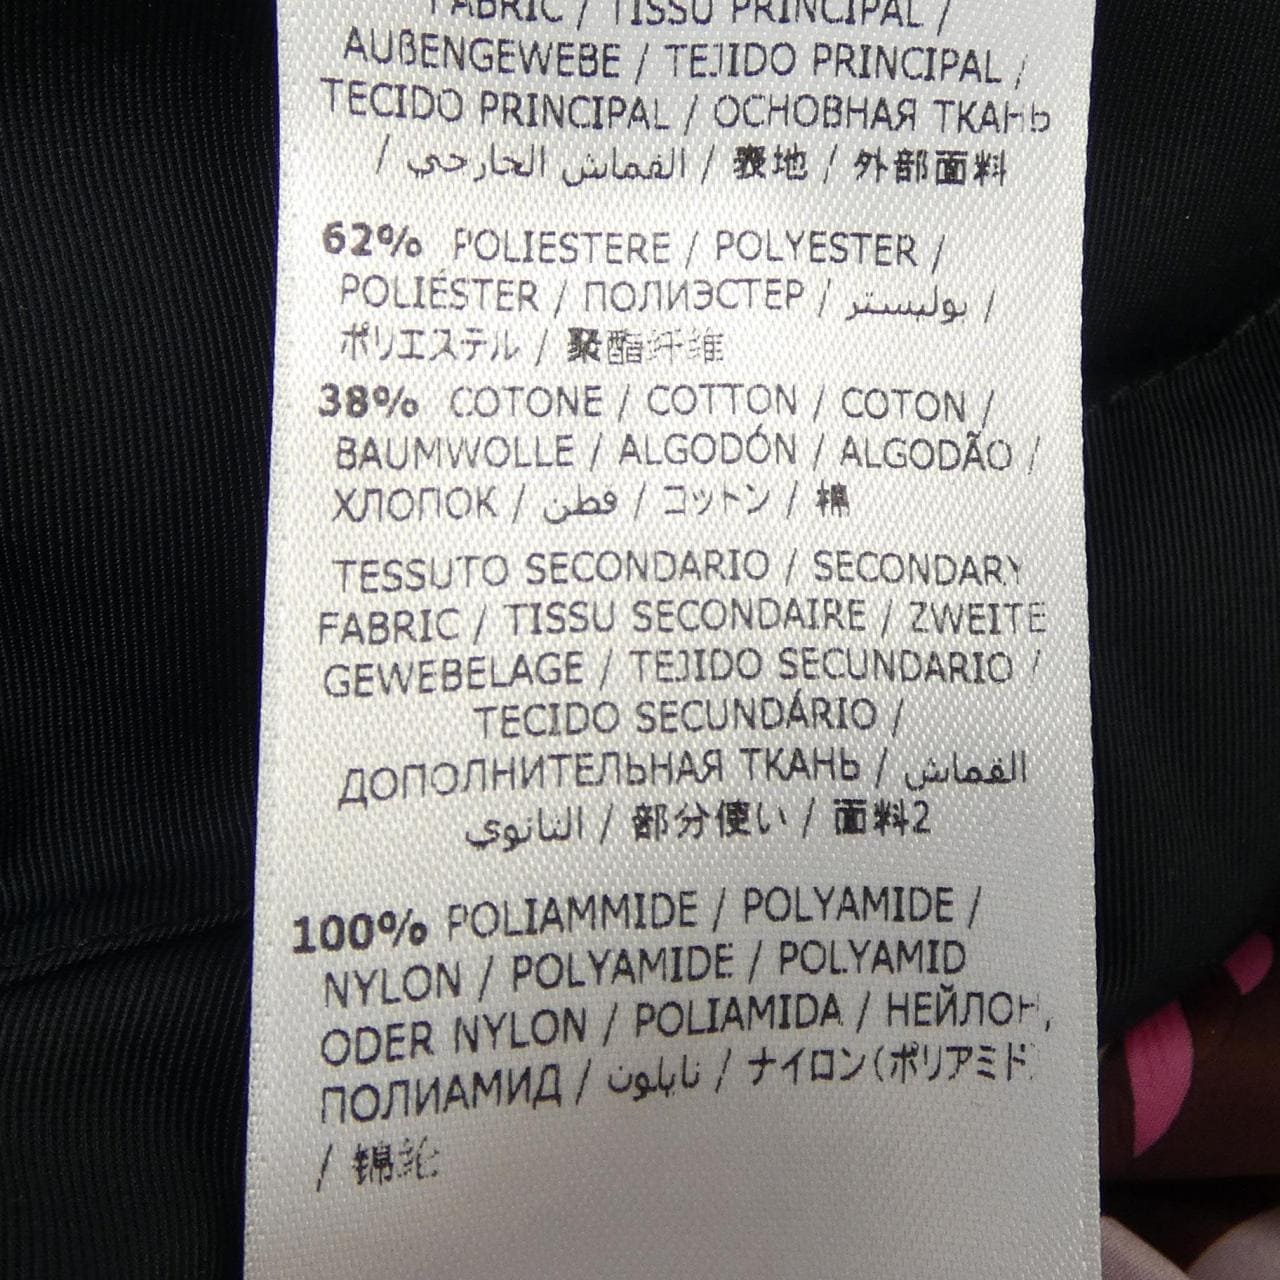 FABRIC / TISSU PRINCIPAL /
AUßENGEWEBE / TEJIDO PRINCIPAL /
TECIDO PRINCIPAL / ОСНОВНАЯ ТКАНЬ
/ القماش الخارجي / 表地 / 外部面料
62% POLIESTERE / POLYESTER /
POLIÉSTER / ПОЛИЭСТЕР / بوليستر /
ポリエステル / 聚酯纤维
38% COTONE / COTTON / COTON /
BAUMWOLLE / ALGODÓN / ALGODÃO /
ХЛОПОК / قطن / コットン / 棉
TESSUTO SECONDARIO / SECONDARY
FABRIC / TISSU SECONDAIRE / ZWEITE
GEWEBELAGE / TEJIDO SECUNDARIO /
TECIDO SECUNDÁRIO /
ДОПОЛНИТЕЛЬНАЯ ТКАНЬ / القماش
الثانوي / 部分使い / 面料2
100% POLIAMMIDE / POLYAMIDE /
NYLON / POLYAMIDE / POLYAMID
ODER NYLON / POLIAMIDA / НЕЙЛОН,
ПОЛИАМИД / نايلون / ナイロン(ポリアミド)
/ 锦纶